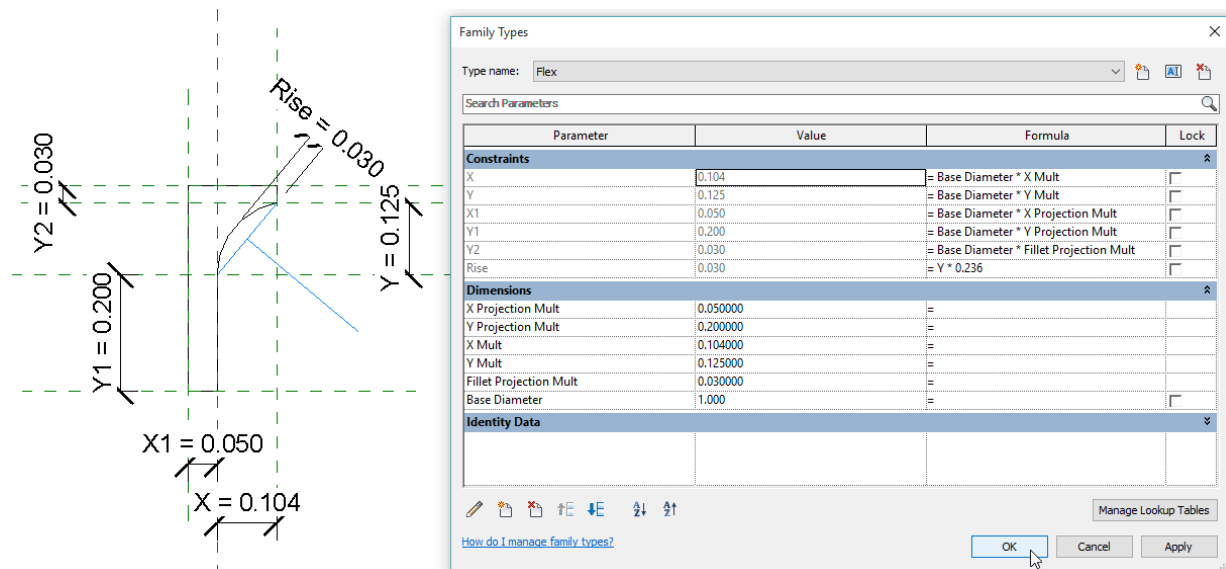 Rise = 0.030
Y2 = 0.030
Y = 0.125
Y1 = 0.200
X1 = 0.050
X = 0.104
Family Types
Type name: Flex
Search Parameters
Parameter Value Formula Lock
Constraints
X 0.104 = Base Diameter * X Mult
Y 0.125 = Base Diameter * Y Mult
X1 0.050 = Base Diameter * X Projection Mult
Y1 0.200 = Base Diameter * Y Projection Mult
Y2 0.030 = Base Diameter * Fillet Projection Mult
Rise 0.030 = Y * 0.236
Dimensions
X Projection Mult 0.050000 =
Y Projection Mult 0.200000 =
X Mult 0.104000 =
Y Mult 0.125000 =
Fillet Projection Mult 0.030000 =
Base Diameter 1.000 =
Identity Data
Manage Lookup Tables
How do I manage family types?
OK Cancel Apply